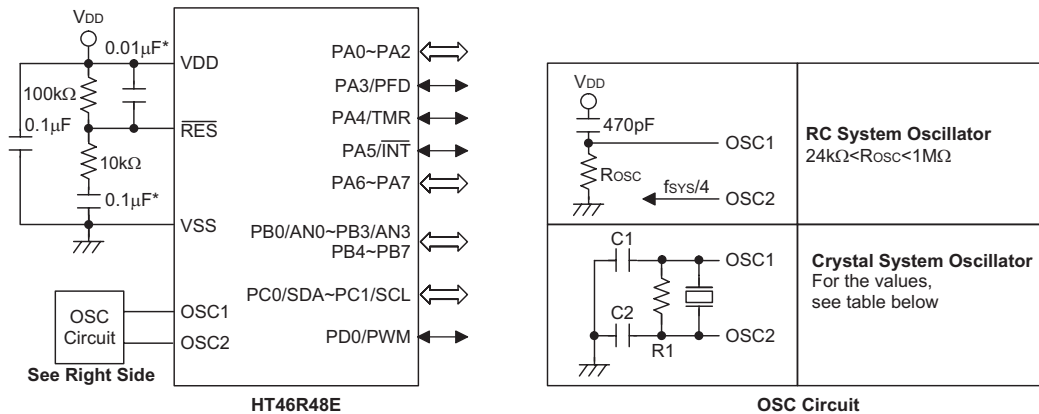 VDD
0.01μF*
VDD
100kΩ
0.1μF
RES
10kΩ
0.1μF*
VSS
OSC
Circuit
OSC1
OSC2
See Right Side
PA0~PA2
PA3/PFD
PA4/TMR
PA5/INT
PA6~PA7
PB0/AN0~PB3/AN3
PB4~PB7
PC0/SDA~PC1/SCL
PD0/PWM
HT46R48E
VDD
470pF
OSC1
ROSC
fSYS/4
OSC2
RC System Oscillator
24kΩ<ROSC<1MΩ
C1
OSC1
C2
OSC2
R1
Crystal System Oscillator
For the values,
see table below
OSC Circuit